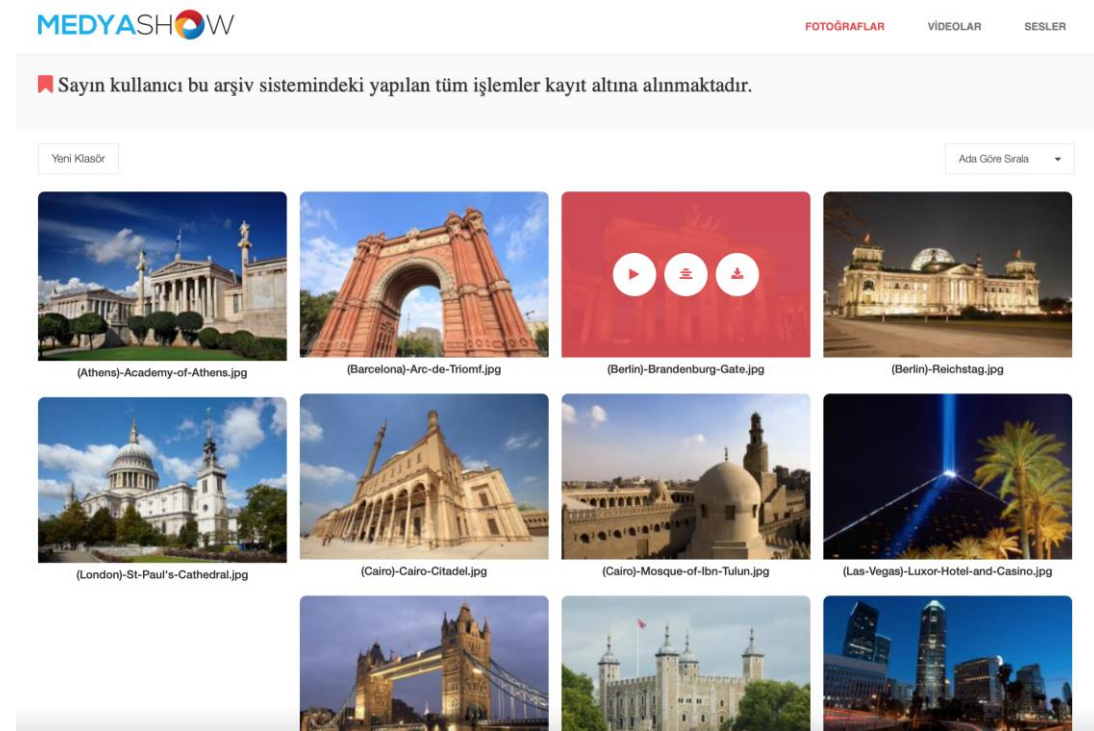 MEDYASHOW
FOTOĞRAFLAR VİDEOLAR SESLER
Sayın kullanıcı bu arşiv sistemindeki yapılan tüm işlemler kayıt altına alınmaktadır.
Yeni Klasör
Ada Göre Sırala
(Athens)-Academy-of-Athens.jpg
(Barcelona)-Arc-de-Triomf.jpg
(Berlin)-Brandenburg-Gate.jpg
(Berlin)-Reichstag.jpg
(London)-St-Paul's-Cathedral.jpg
(Cairo)-Cairo-Citadel.jpg
(Cairo)-Mosque-of-Ibn-Tulun.jpg
(Las-Vegas)-Luxor-Hotel-and-Casino.jpg